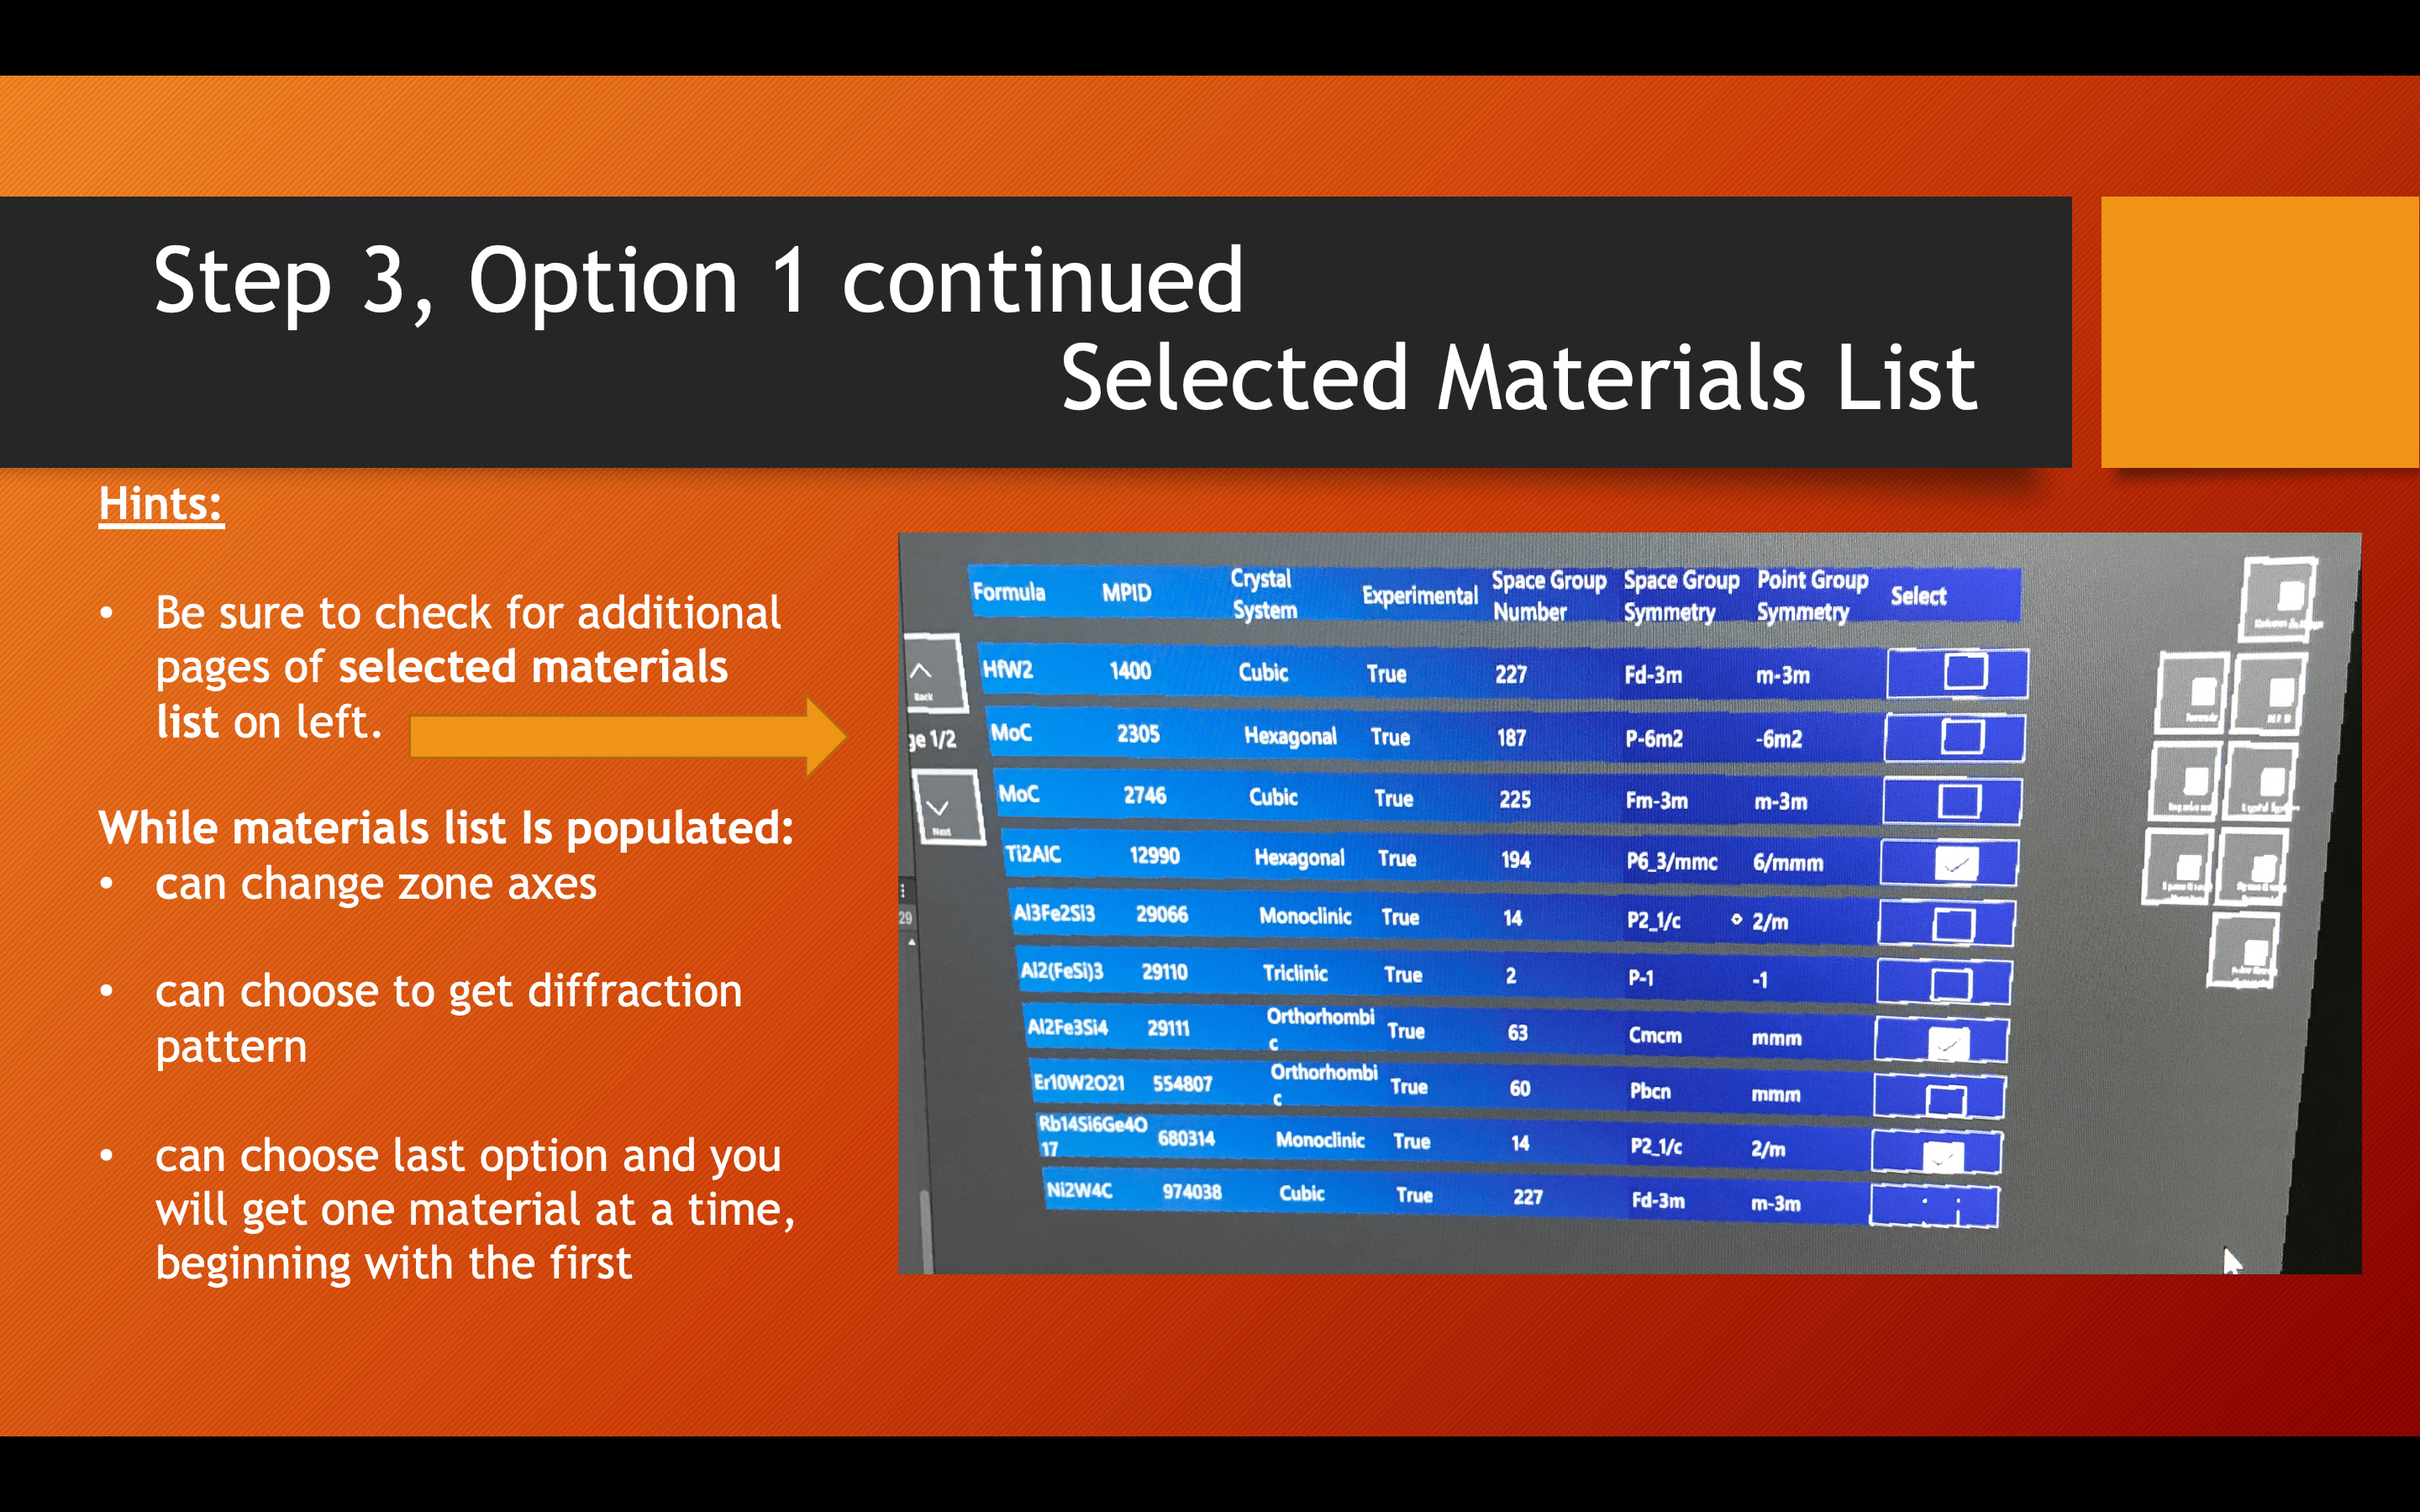 Step 3, Option 1 continued
Selected Materials List
Hints:
• Be sure to check for additional
pages of selected materials
list on left.
While materials list Is populated:
• can change zone axes
• can choose to get diffraction
pattern
• can choose last option and you
will get one material at a time,
beginning with the first
Formula MPID Crystal System Experimental Space Group Number Space Group Symmetry Point Group Symmetry Select
Back
ge 1/2
Next
29
HfW2 1400 Cubic True 227 Fd-3m m-3m
MoC 2305 Hexagonal True 187 P-6m2 -6m2
MoC 2746 Cubic True 225 Fm-3m m-3m
Ti2AlC 12990 Hexagonal True 194 P6_3/mmc 6/mmm
Al3Fe2Si3 29066 Monoclinic True 14 P2_1/c 2/m
Al2(FeSi)3 29110 Triclinic True 2 P-1 -1
Al2Fe3Si4 29111 Orthorhombi c True 63 Cmcm mmm
Er10W2O21 554807 Orthorhombi c True 60 Pbcn mmm
Rb14Si6Ge4O 17 680314 Monoclinic True 14 P2_1/c 2/m
Ni2W4C 974038 Cubic True 227 Fd-3m m-3m